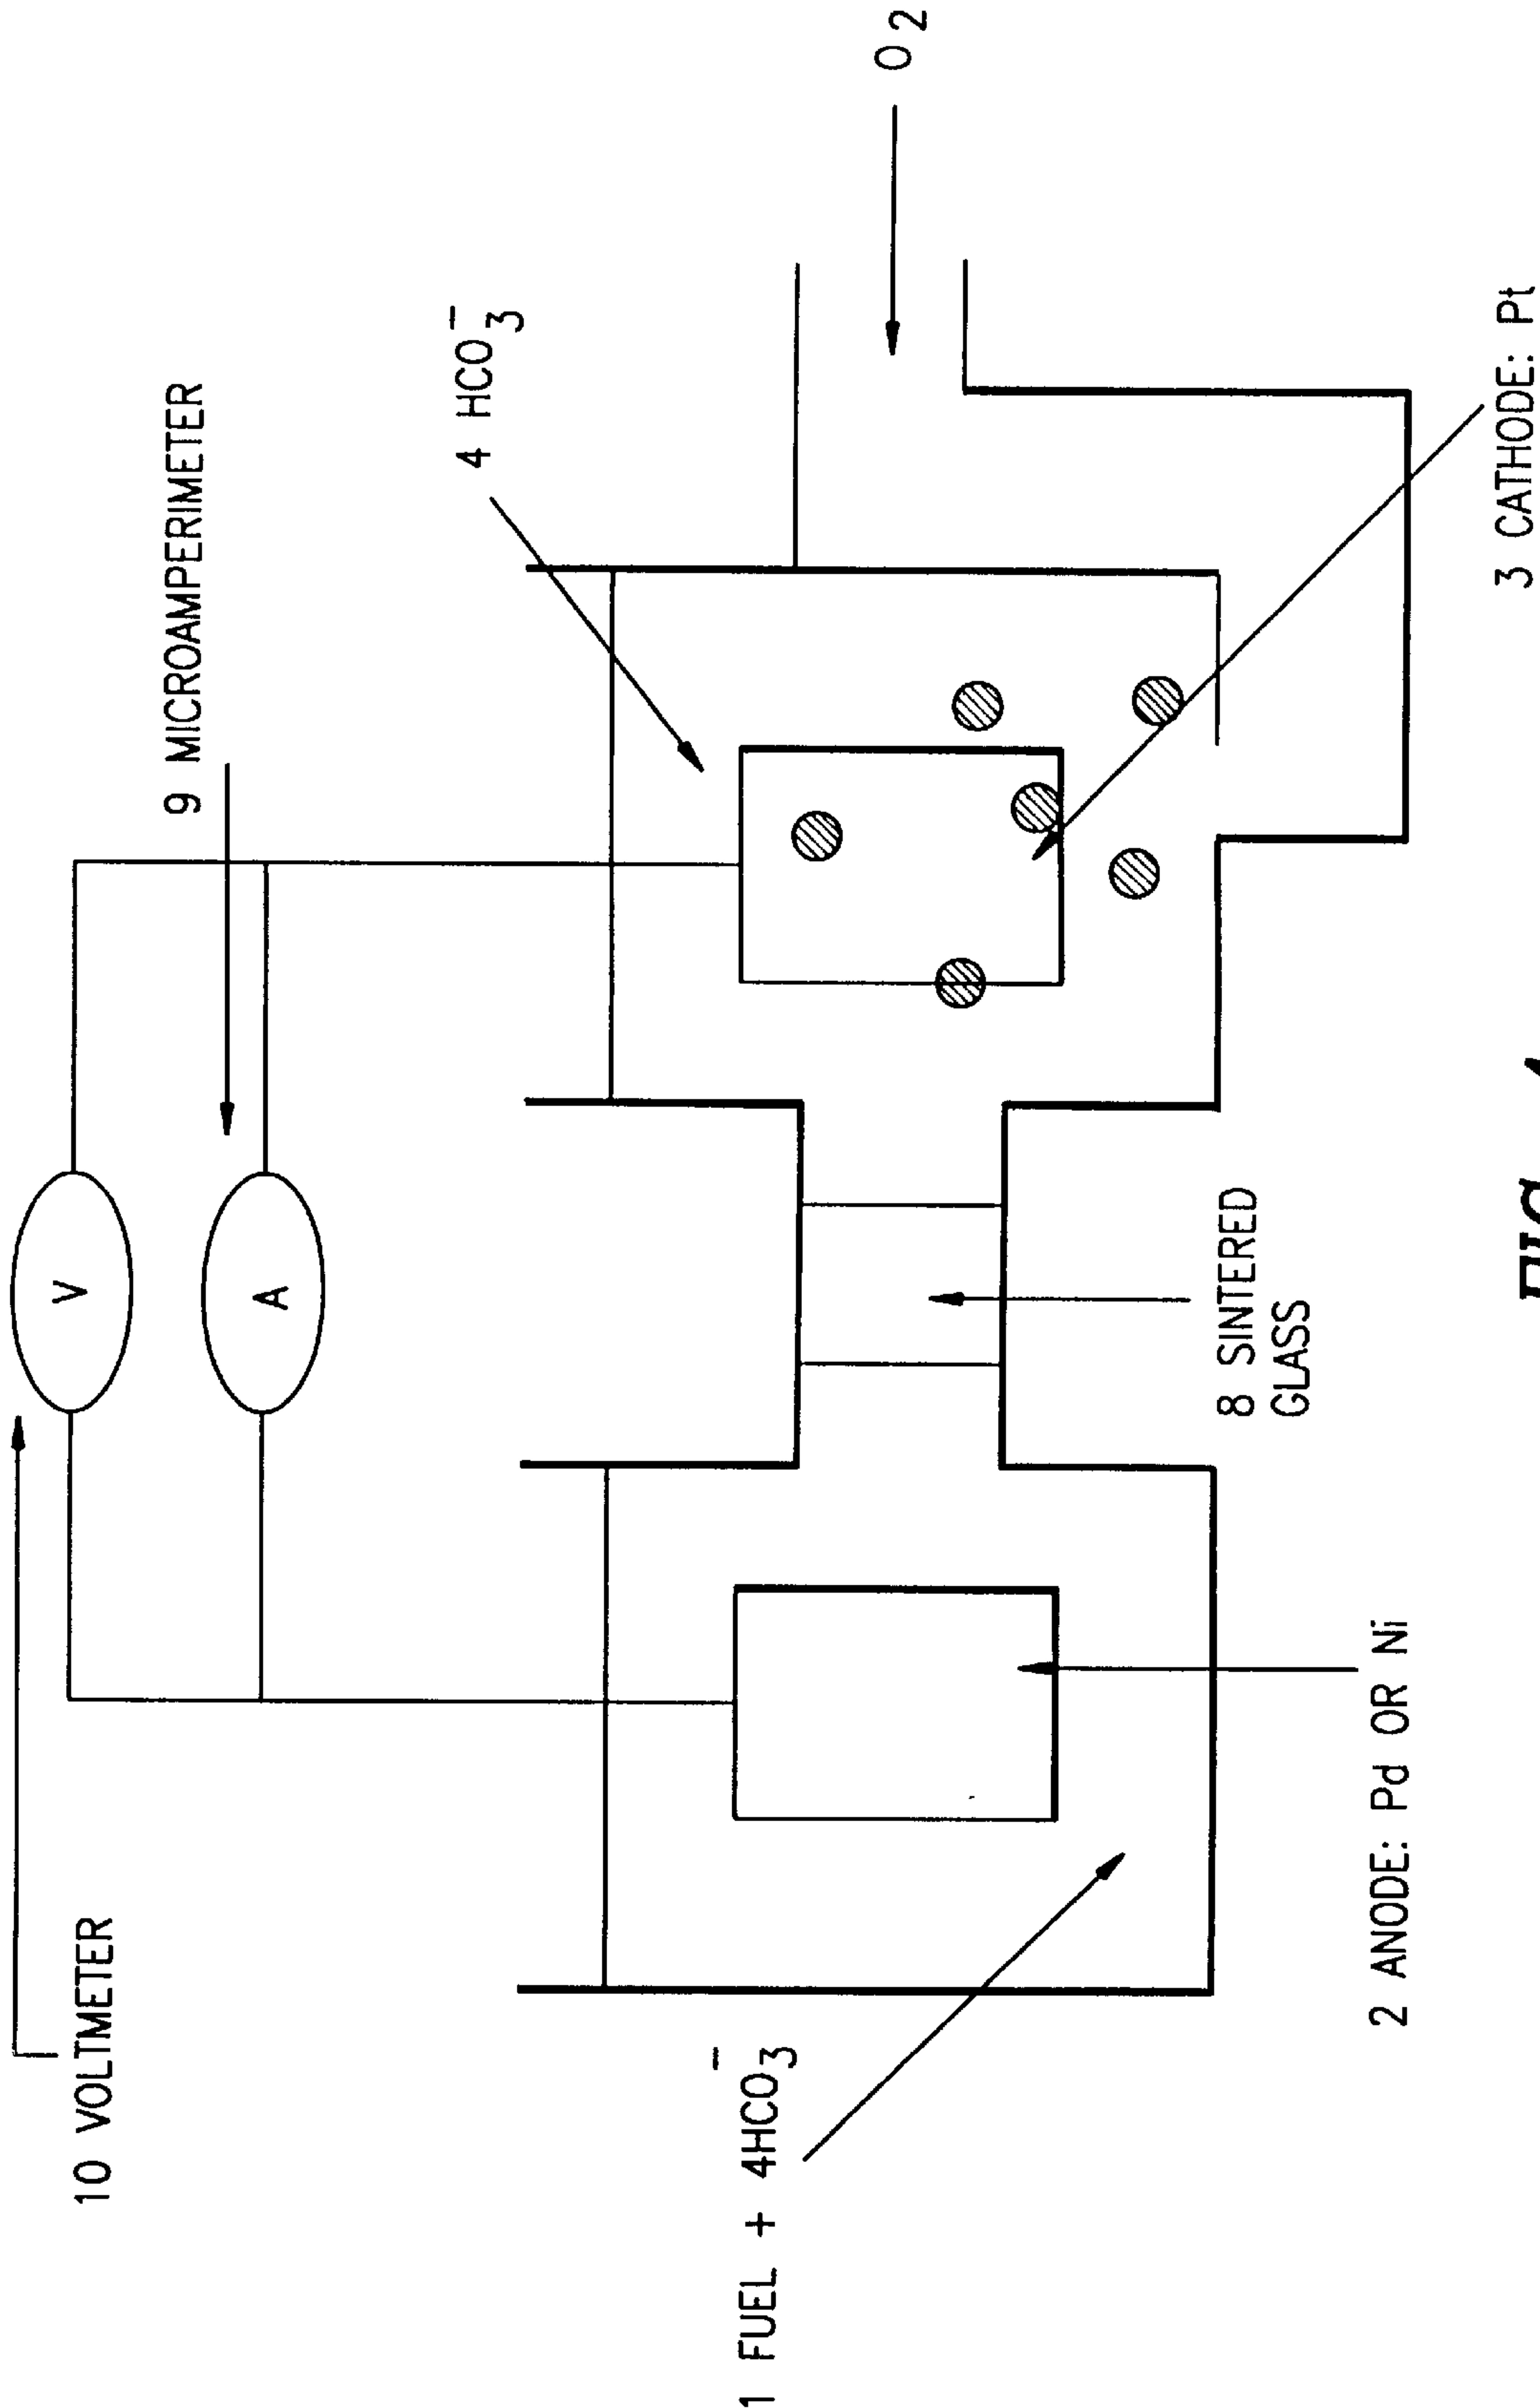 10 VOLTMETER
V
9 MICROAMPERIMETER
A
4 HCO₃⁻
1 FUEL + 4HCO₃⁻
O₂
8 SINTERED
GLASS
2 ANODE: Pd OR Ni
3 CATHODE: Pt
FIG.